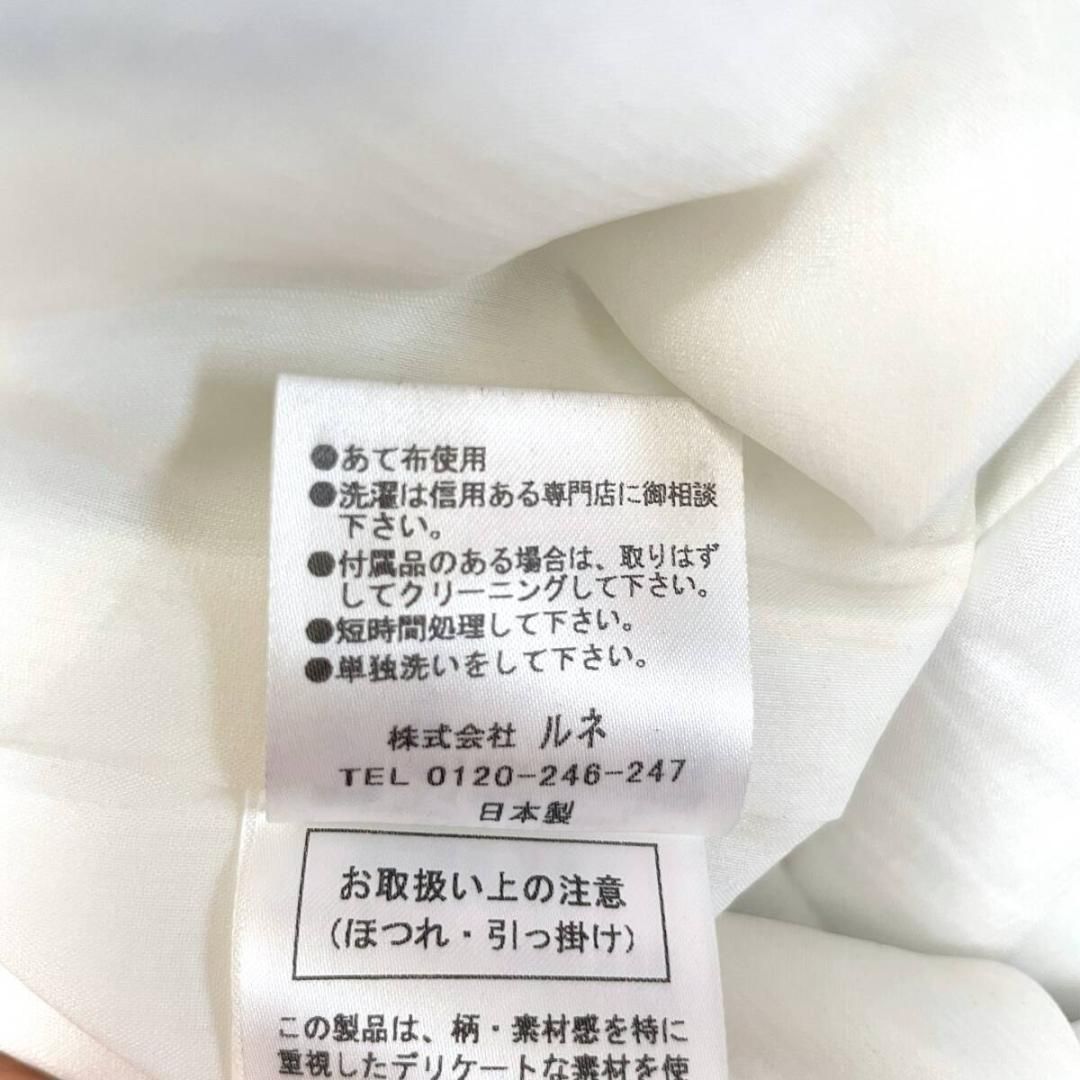 ●あて布使用
●洗濯は信用ある専門店に御相談
下さい。
●付属品のある場合は、取りはず
してクリーニングして下さい。
●短時間処理して下さい。
●単独洗いをして下さい。
株式会社 ルネ
TEL 0120-246-247
日本製
お取扱い上の注意
(ほつれ・引っ掛け)
この製品は、柄・素材感を特に
重視したデリケートな素材を使